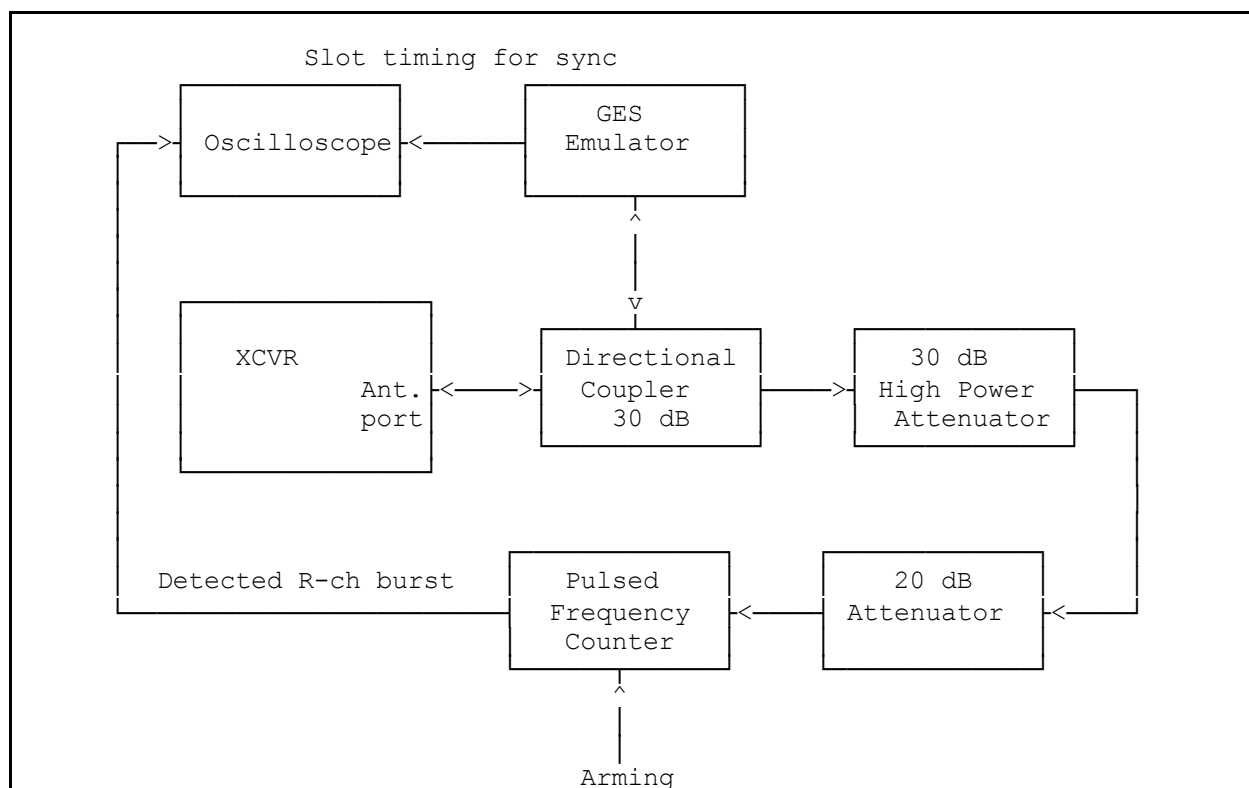 Slot timing for sync
GES
Emulator
Oscilloscope
XCVR
Ant.
port
Directional
Coupler
30 dB
30 dB
High Power
Attenuator
Detected R-ch burst
Pulsed
Frequency
Counter
20 dB
Attenuator
Arming